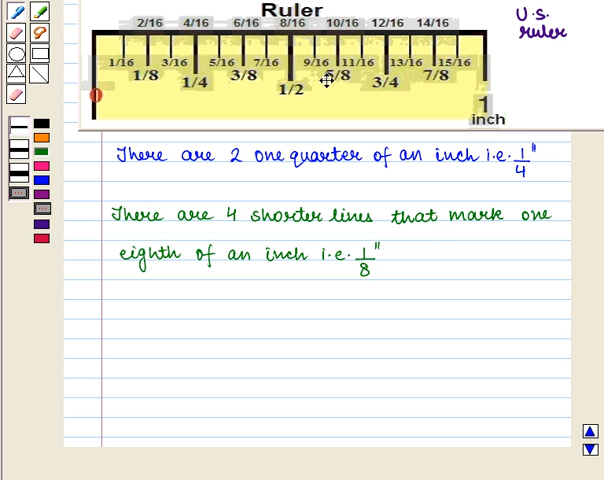 Ruler
U.S.
ruler
2/16 4/16 6/16 8/16 10/16 12/16 14/16
1/16 3/16 5/16 7/16 9/16 11/16 13/16 15/16
1/8 3/8 5/8 7/8
1/4 3/4
1/2
0
1
inch
There are 2 one quarter of an inch i.e. 1/4"
There are 4 shorter lines that mark one
eighth of an inch i.e. 1/8"